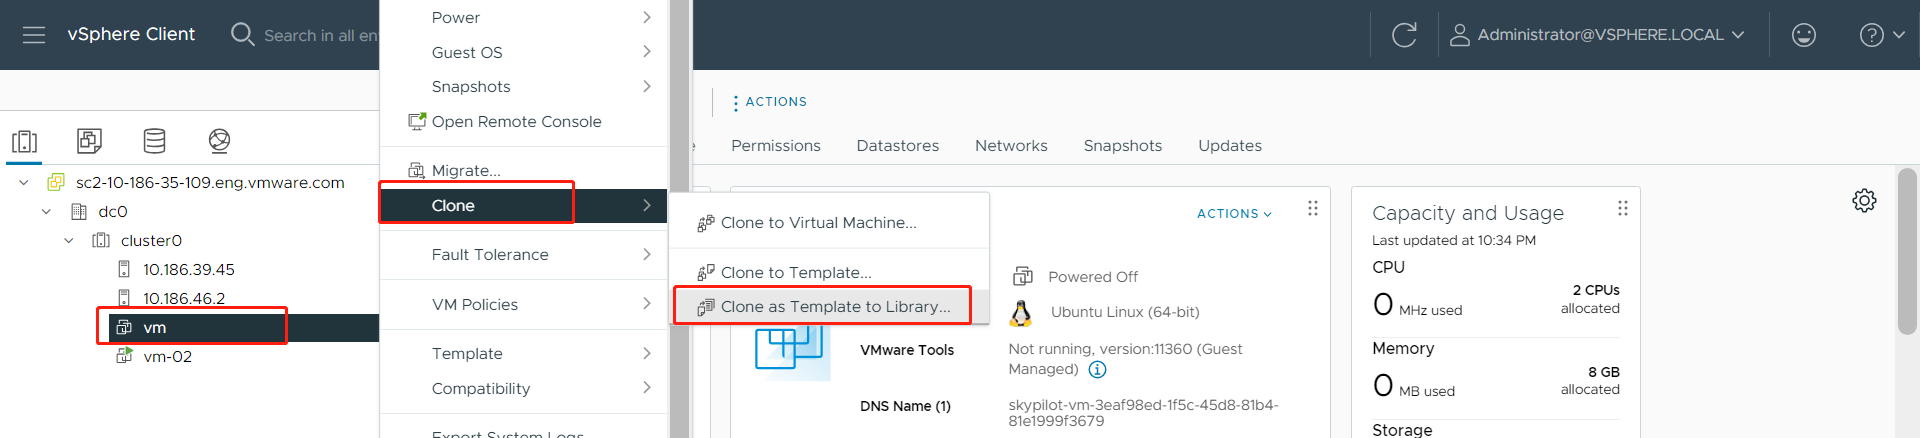 vSphere Client
Search in all en
Administrator@VSPHERE.LOCAL
sc2-10-186-35-109.eng.vmware.com
dc0
cluster0
10.186.39.45
10.186.46.2
vm
vm-02
Power
Guest OS
Snapshots
Open Remote Console
Migrate...
Clone
Fault Tolerance
VM Policies
Template
Compatibility
Export System Logs
Clone to Virtual Machine...
Clone to Template...
Clone as Template to Library...
ACTIONS
Permissions
Datastores
Networks
Snapshots
Updates
ACTIONS
Powered Off
Ubuntu Linux (64-bit)
VMware Tools
Not running, version:11360 (Guest
Managed)
DNS Name (1)
skypilot-vm-3eaf98ed-1f5c-45d8-81b4-
81e1999f3679
Capacity and Usage
Last updated at 10:34 PM
CPU
0 MHz used
2 CPUs
allocated
Memory
0 MB used
8 GB
allocated
Storage